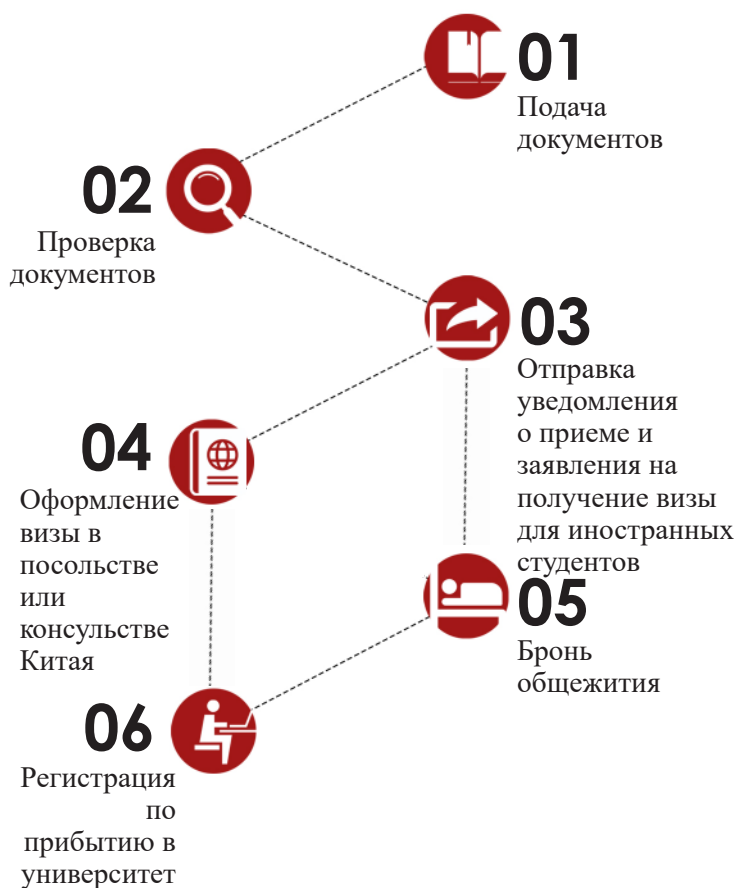 01
Подача
документов
02
Проверка
документов
03
Отправка
уведомления
о приеме и
заявления на
получение визы
для иностранных
студентов
04
Оформление
визы в
посольстве
или
консульстве
Китая
05
Бронь
общежития
06
Регистрация
по
прибытию в
университет